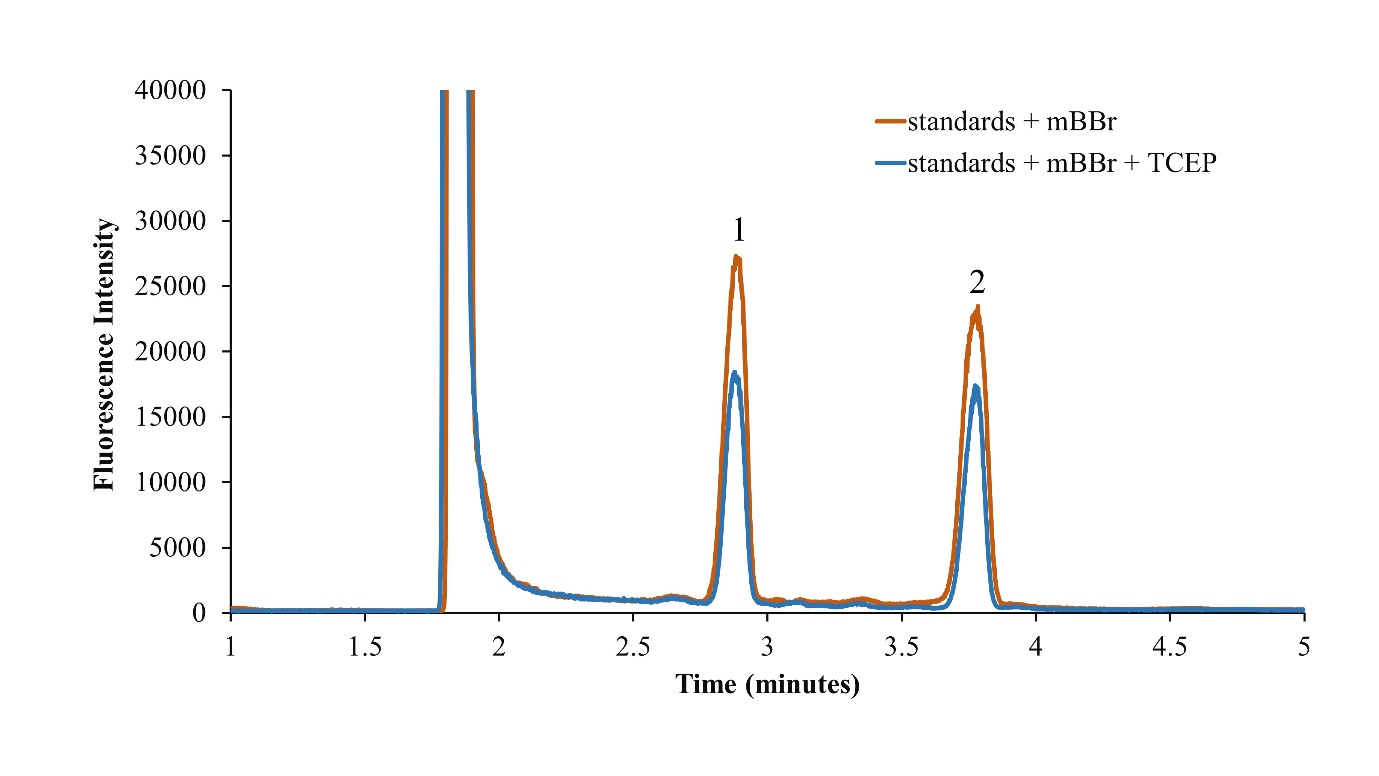 40000
35000
30000
25000
20000
15000
10000
5000
0
Fluorescence Intensity
standards + mBBr
standards + mBBr + TCEP
1
2
1 1.5 2 2.5 3 3.5 4 4.5 5
Time (minutes)